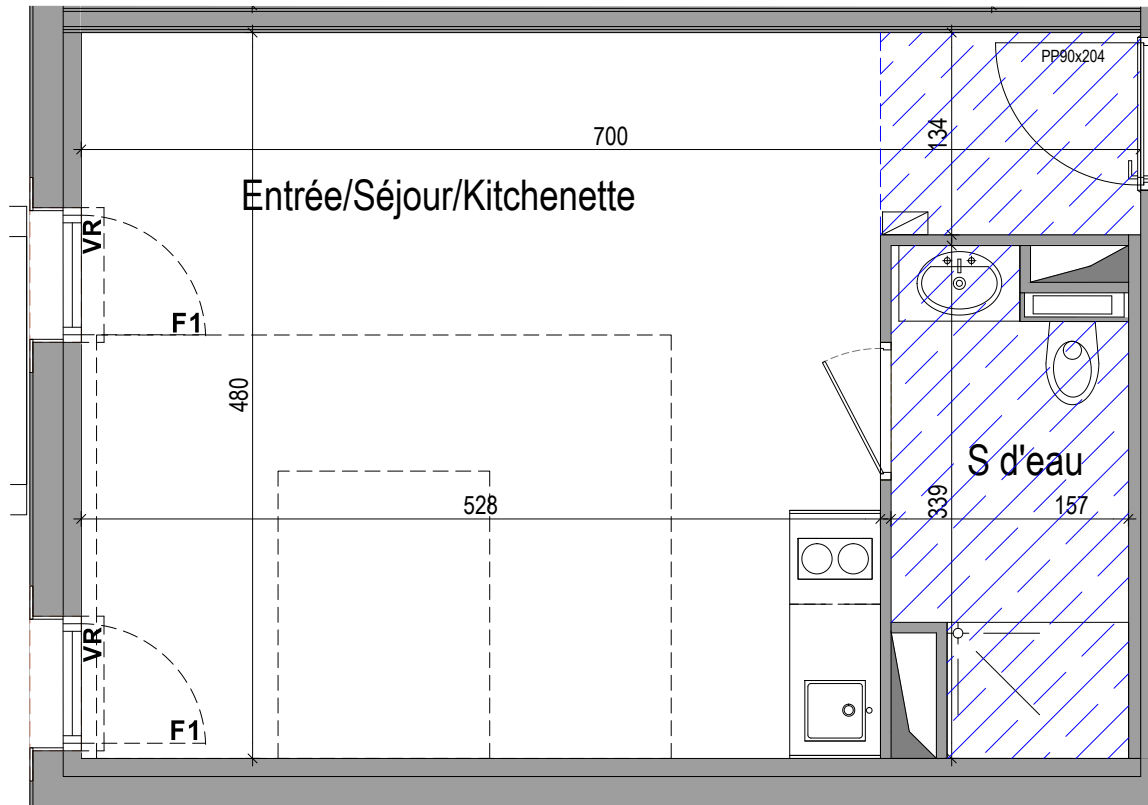 PP90x204
134
700
Entrée/Séjour/Kitchenette
VR
F1
480
S d'eau
528
339
157
VR
F1